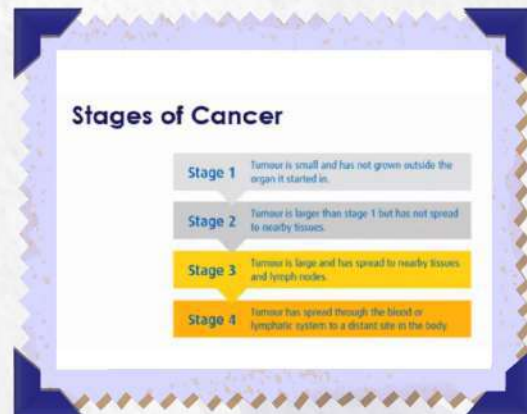 Stages of Cancer
Stage 1
Tumour is small and has not grown outside the
organ it started in.
Stage 2
Tumour is larger than stage 1 but has not spread
to nearby tissues.
Stage 3
Tumour is large and has spread to nearby tissues
and lymph nodes.
Stage 4
Tumour has spread through the blood or
lymphatic system to a distant site in the body.